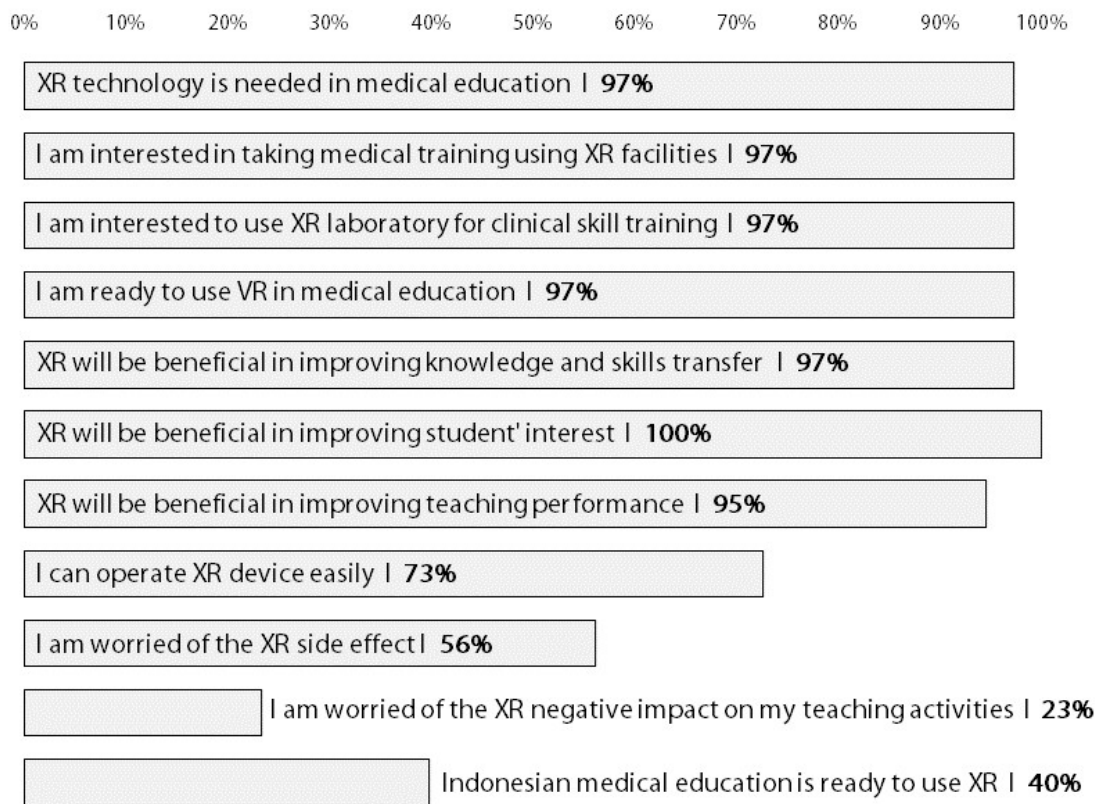 0% 10% 20% 30% 40% 50% 60% 70% 80% 90% 100%
XR technology is needed in medical education | 97%
I am interested in taking medical training using XR facilities | 97%
I am interested to use XR laboratory for clinical skill training | 97%
I am ready to use VR in medical education | 97%
XR will be beneficial in improving knowledge and skills transfer | 97%
XR will be beneficial in improving student' interest | 100%
XR will be beneficial in improving teaching performance | 95%
I can operate XR device easily | 73%
I am worried of the XR side effect | 56%
I am worried of the XR negative impact on my teaching activities | 23%
Indonesian medical education is ready to use XR | 40%